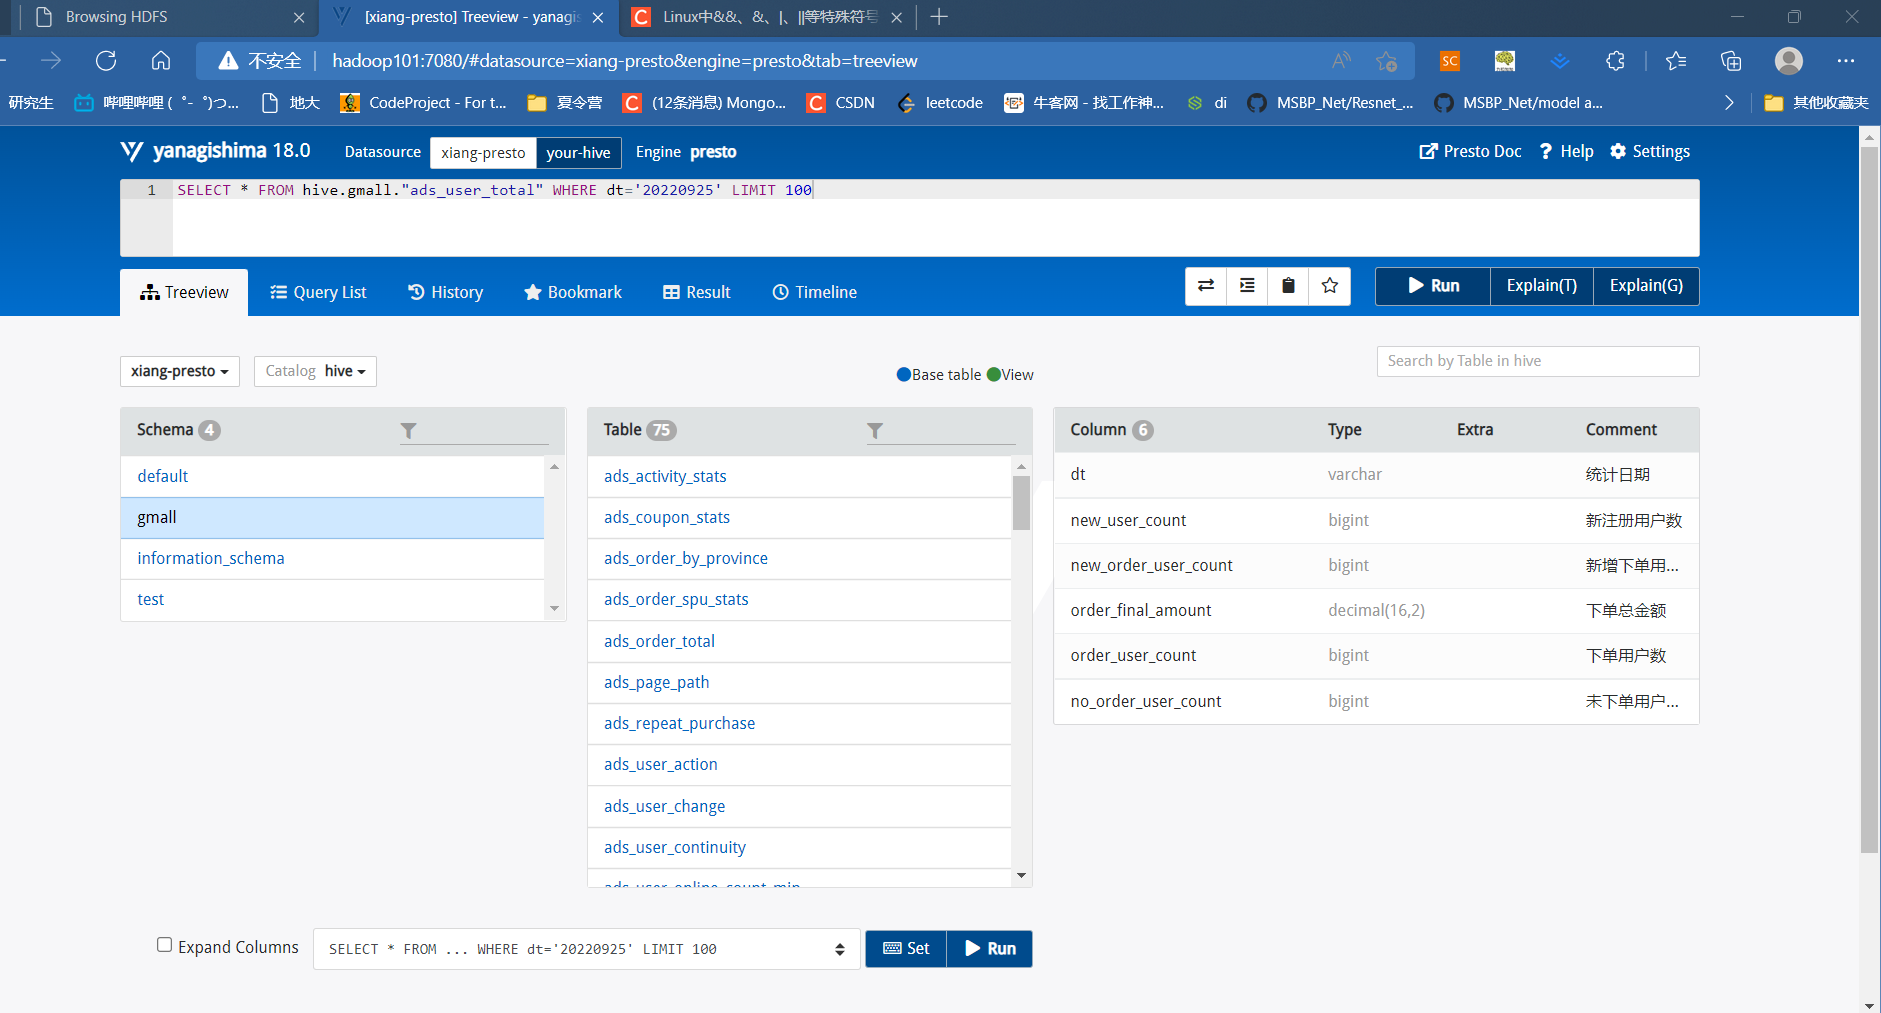 Browsing HDFS
[xiang-presto] Treeview - yanagis
Linux中&&、&、|、||等特殊符号
不安全
hadoop101:7080/#datasource=xiang-presto&engine=presto&tab=treeview
研究生
哔哩哔哩 (゜-゜)つ...
地大
CodeProject - For t...
夏令营
(12条消息) Mongo...
CSDN
leetcode
牛客网 - 找工作神...
di
MSBP_Net/Resnet_...
MSBP_Net/model a...
其他收藏夹
yanagishima 18.0
Datasource xiang-presto your-hive Engine presto
Presto Doc Help Settings
1 SELECT * FROM hive.gmall."ads_user_total" WHERE dt='20220925' LIMIT 100
Treeview Query List History Bookmark Result Timeline
Run Explain(T) Explain(G)
xiang-presto Catalog hive
Base table View
Search by Table in hive
Schema 4
default
gmall
information_schema
test
Table 75
ads_activity_stats
ads_coupon_stats
ads_order_by_province
ads_order_spu_stats
ads_order_total
ads_page_path
ads_repeat_purchase
ads_user_action
ads_user_change
ads_user_continuity
ads_user_online_count_min
Column 6 Type Extra Comment
dt varchar 统计日期
new_user_count bigint 新注册用户数
new_order_user_count bigint 新增下单用...
order_final_amount decimal(16,2) 下单总金额
order_user_count bigint 下单用户数
no_order_user_count bigint 未下单用户...
Expand Columns SELECT * FROM ... WHERE dt='20220925' LIMIT 100 Set Run